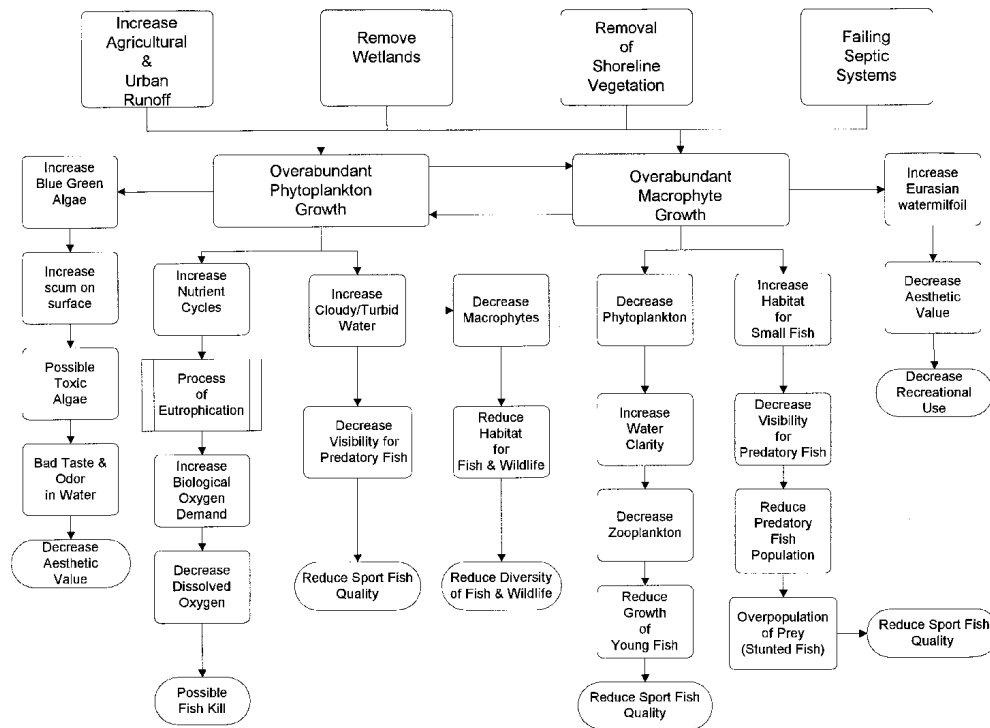 Increase
Agricultural
&
Urban
Runoff
Remove
Wetlands
Removal
of
Shoreline
Vegetation
Failing
Septic
Systems
Increase
Blue Green
Algae
Overabundant
Phytoplankton
Growth
Overabundant
Macrophyte
Growth
Increase
Eurasian
watermilfoil
Increase
scum on
surface
Increase
Nutrient
Cycles
Increase
Cloudy/Turbid
Water
Decrease
Macrophytes
Decrease
Phytoplankton
Increase
Habitat
for
Small Fish
Decrease
Aesthetic
Value
Possible
Toxic
Algae
Process
of
Eutrophication
Decrease
Visibility for
Predatory Fish
Reduce
Habitat
for
Fish & Wildlife
Increase
Water
Clarity
Decrease
Visibility
for
Predatory Fish
Decrease
Recreational
Use
Bad Taste &
Odor
in Water
Increase
Biological
Oxygen
Demand
Decrease
Zooplankton
Reduce
Predatory
Fish
Population
Decrease
Aesthetic
Value
Decrease
Dissolved
Oxygen
Reduce Sport Fish
Quality
Reduce Diversity
of Fish & Wildlife
Reduce
Growth
of
Young Fish
Overpopulation
of Prey
(Stunted Fish)
Reduce Sport Fish
Quality
Possible
Fish Kill
Reduce Sport Fish
Quality